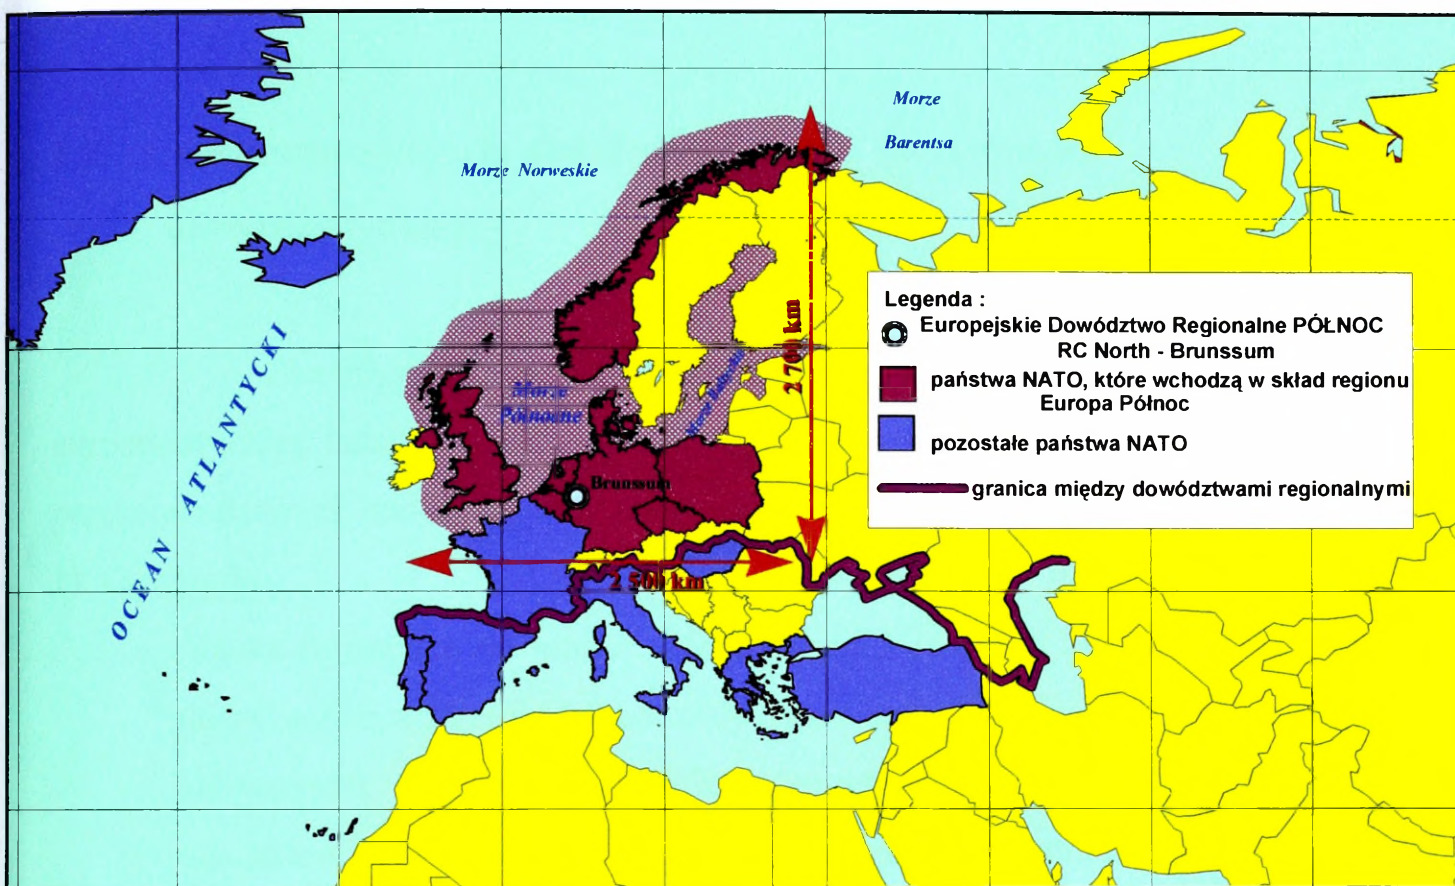 Morze
Barentsa
Morze Norweskie
OCEAN ATLANTYCKI
2 700 km
Morze
Północne
Morze Bałtyckie
Brunssum
2 500 km
Legenda :
Europejskie Dowództwo Regionalne PÓŁNOC
RC North - Brunssum
państwa NATO, które wchodzą w skład regionu
Europa Północ
pozostałe państwa NATO
granica między dowództwami regionalnymi